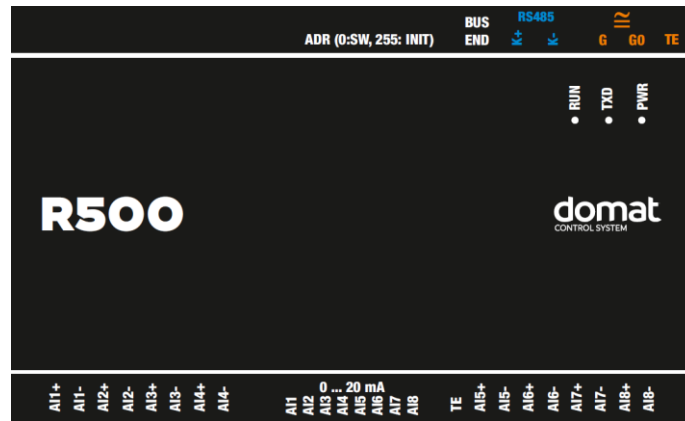 BUS RS485 ≅
ADR (0:SW, 255: INIT) END K+ K- G G0 TE
RUN TXD PWR
R500
domat
CONTROL SYSTEM
0 ... 20 mA
AI1+ AI1- AI2+ AI2- AI3+ AI3- AI4+ AI4- AI1 AI2 AI3 AI4 AI5 AI6 AI7 AI8 TE AI5+ AI5- AI6+ AI6- AI7+ AI7- AI8+ AI8-